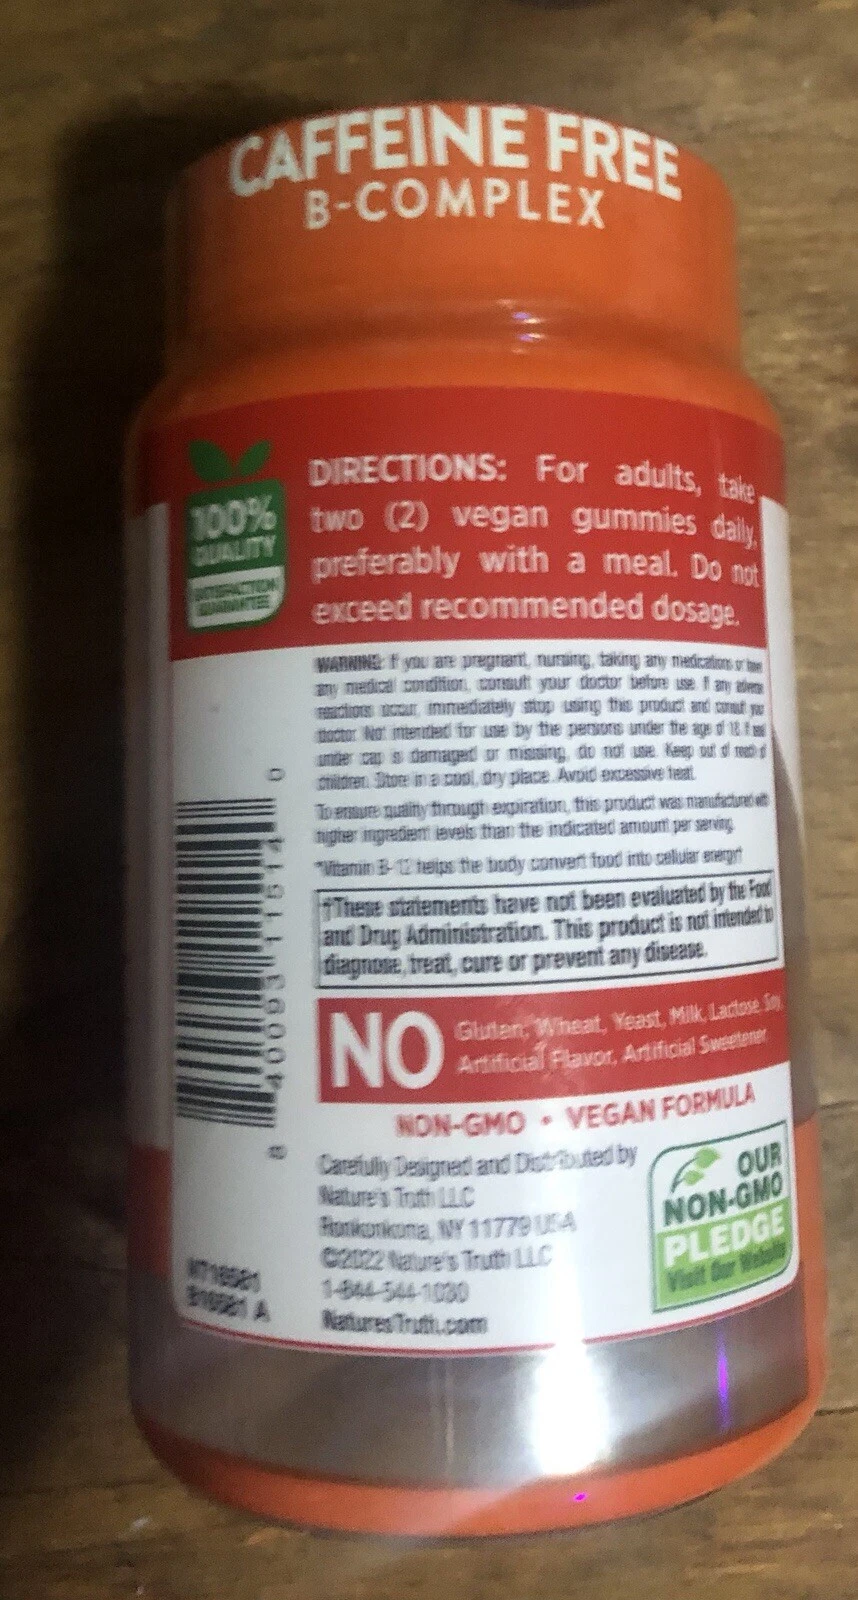 CAFFEINE FREE
B-COMPLEX
100%
QUALITY
SATISFACTION
GUARANTEE
DIRECTIONS: For adults, take
two (2) vegan gummies daily,
preferably with a meal. Do not
exceed recommended dosage.
WARNING: If you are pregnant, nursing, taking any medications or have
any medical condition, consult your doctor before use. If any adverse
reactions occur, immediately stop using this product and consult your
doctor. Not intended for use by the persons under the age of 18. If seal
under cap is damaged or missing, do not use. Keep out of reach of
children. Store in a cool, dry place. Avoid excessive heat.
To ensure quality through expiration, this product was manufactured with
higher ingredient levels than the indicated amount per serving.
*Vitamin B-12 helps the body convert food into cellular energy†
†These statements have not been evaluated by the Food
and Drug Administration. This product is not intended to
diagnose, treat, cure or prevent any disease.
NO
Gluten, Wheat, Yeast, Milk, Lactose, Soy,
Artificial Flavor, Artificial Sweetener
NON-GMO • VEGAN FORMULA
Carefully Designed and Distributed by
Nature's Truth LLC
Ronkonkoma, NY 11779 USA
©2022 Nature's Truth LLC
1-844-544-1030
NaturesTruth.com
OUR
NON-GMO
PLEDGE
Visit Our Website
A